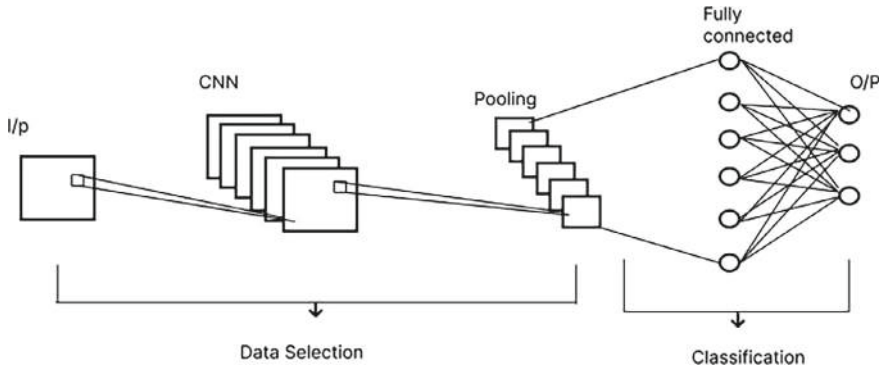 Fully
connected
CNN
O/P
Pooling
I/p
Data Selection
Classification